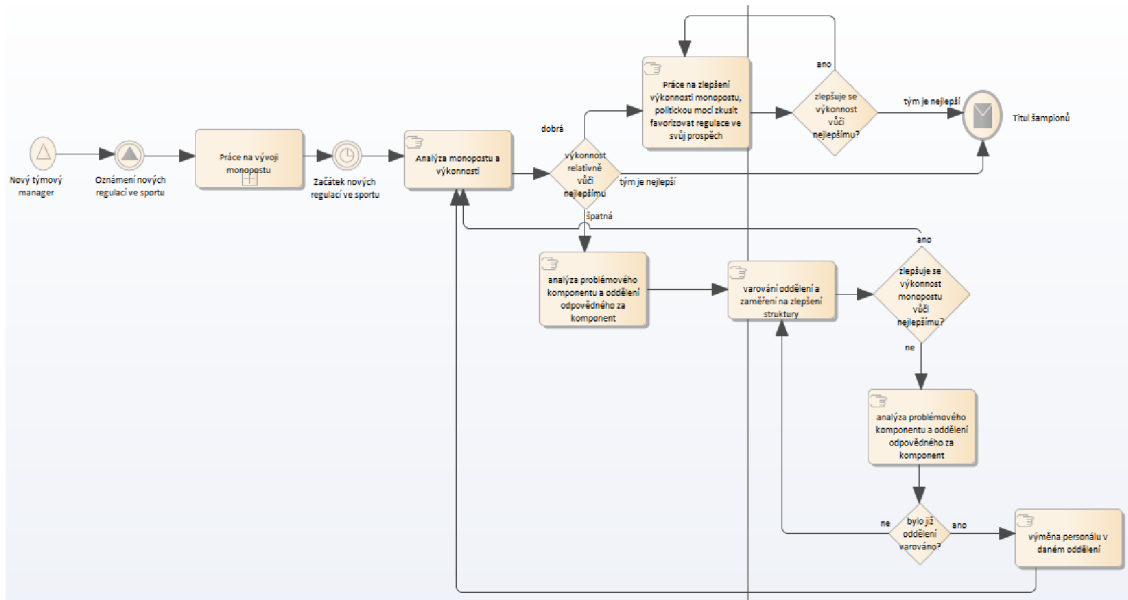 Nový týmový
manager
Oznámení nových
regulací ve sportu
Práce na vývoji
monopostu
Začátek nových
regulací ve sportu
Analýza monopostu a
výkonnosti
výkonnost
relativně
vůči
nejlepšímu
dobrá
tým je nejlepší
špatná
Práce na zlepšení
výkonnosti monopostu,
politickou mocí zkusit
favorizovat regulace ve
svůj prospěch
ano
zlepšuje se
výkonnost
vůči
nejlepšímu?
tým je nejlepší
Titul šampionů
analýza problémového
komponentu a oddělení
odpovědného za
komponent
varování oddělení a
zaměření na zlepšení
struktury
ano
zlepšuje se
výkonnost
monopostu
vůči
nejlepšímu?
ne
analýza problémového
komponentu a oddělení
odpovědného za
komponent
ne
bylo již
oddělení
varováno?
ano
výměna personálu v
daném oddělení